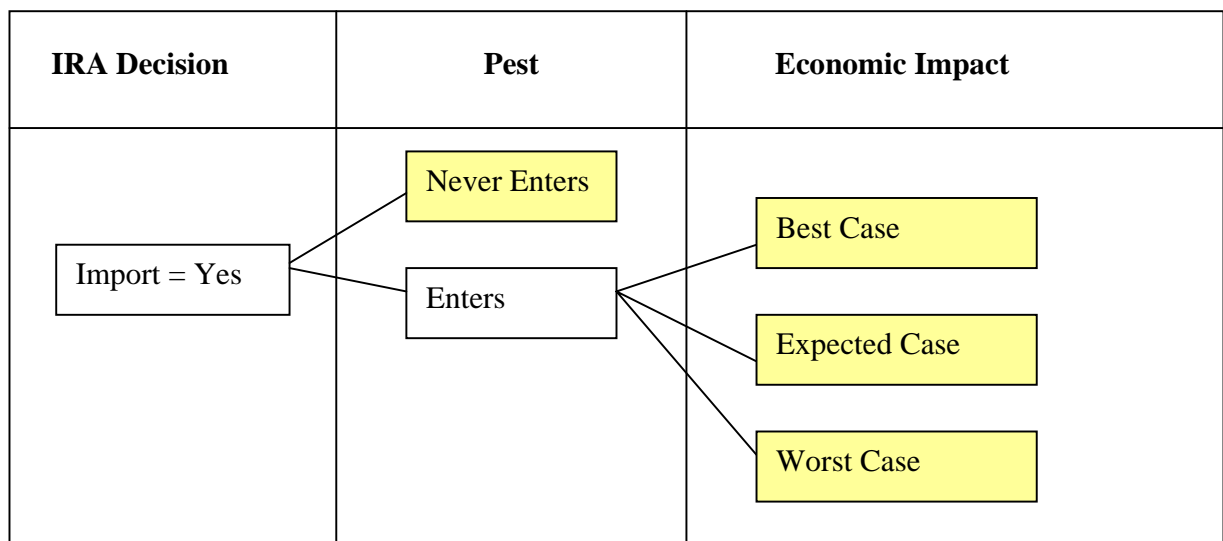 IRA Decision
Pest
Economic Impact
Import = Yes
Never Enters
Enters
Best Case
Expected Case
Worst Case